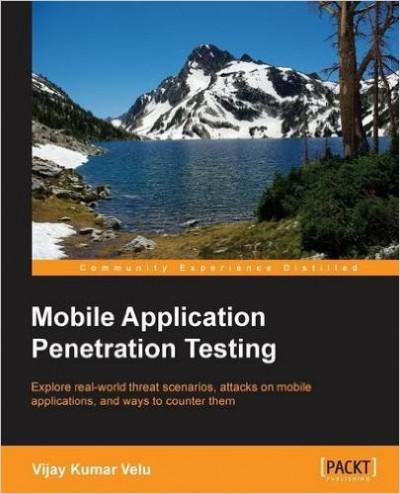 Community Experience Distilled
Mobile Application
Penetration Testing
Explore real-world threat scenarios, attacks on mobile
applications, and ways to counter them
Vijay Kumar Velu
PACKT
PUBLISHING